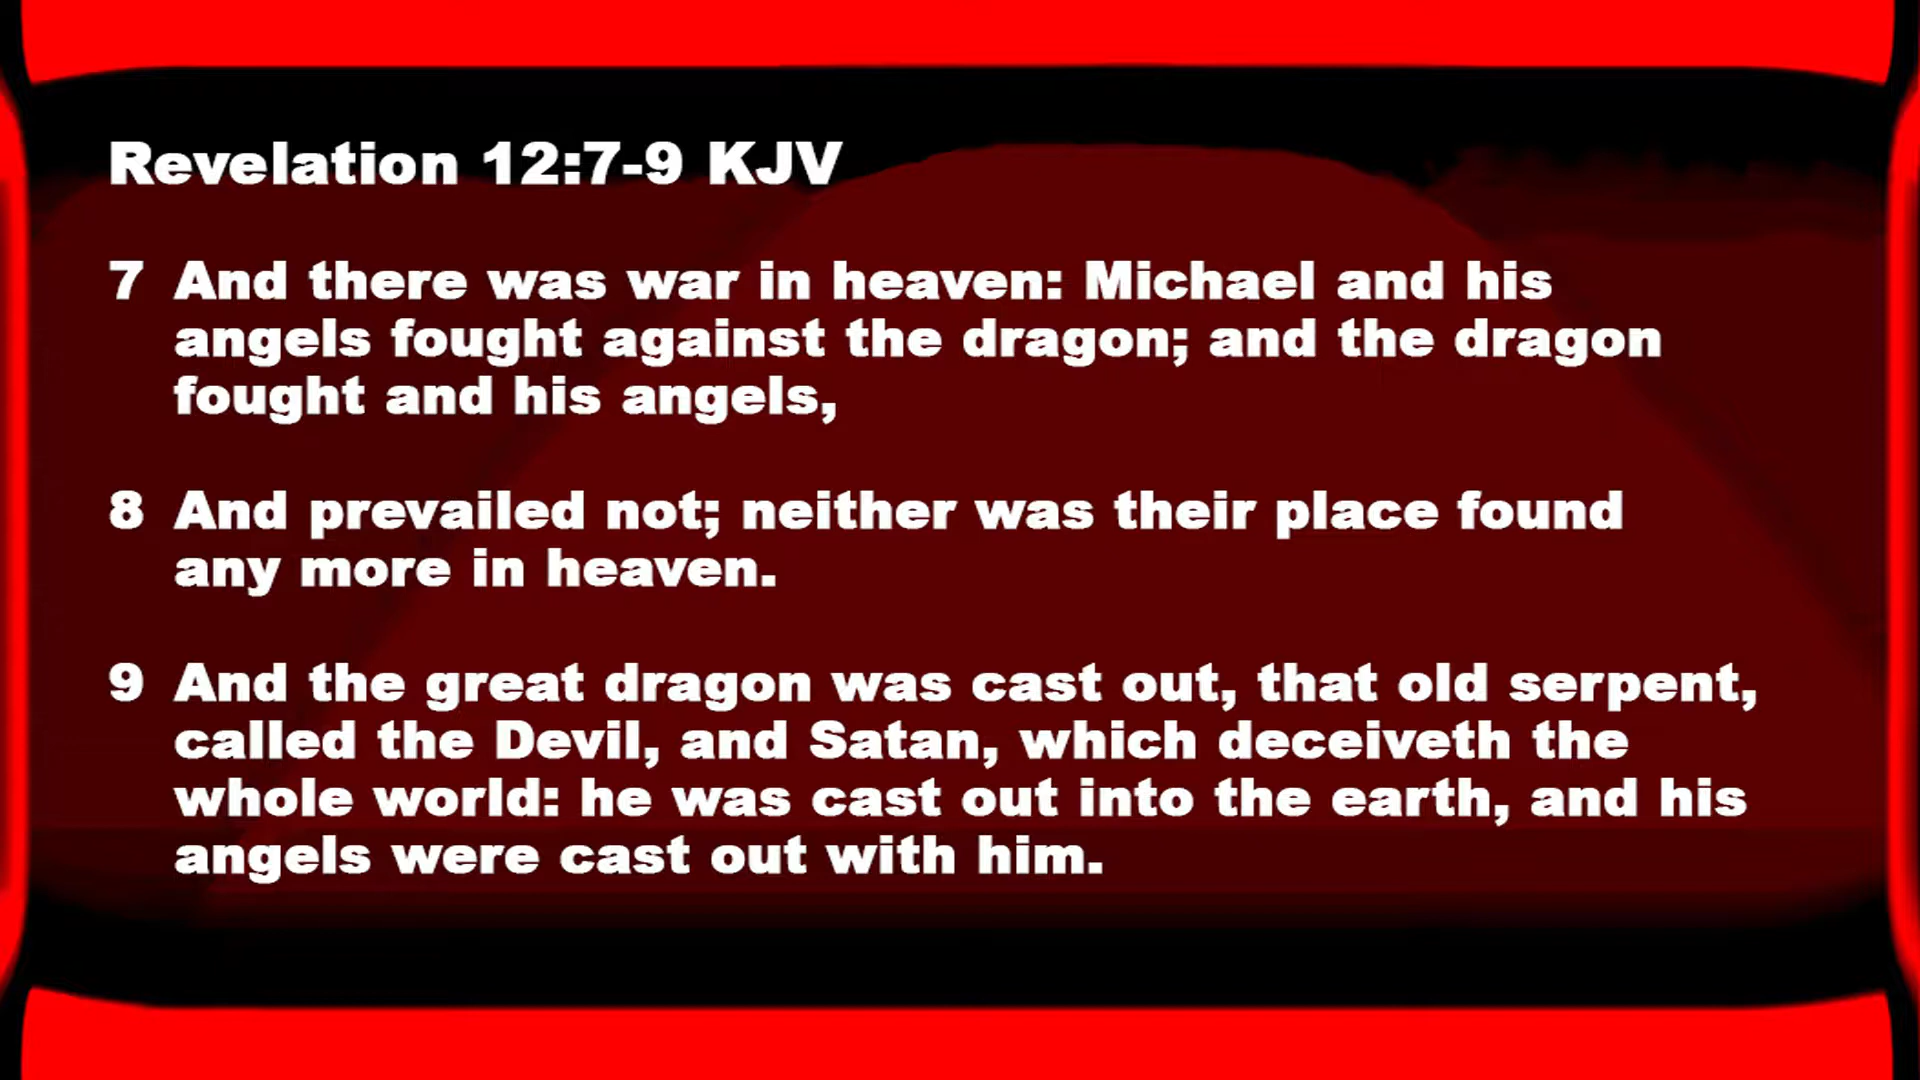 Revelation 12:7-9 KJV
7 And there was war in heaven: Michael and his
angels fought against the dragon; and the dragon
fought and his angels,
8 And prevailed not; neither was their place found
any more in heaven.
9 And the great dragon was cast out, that old serpent,
called the Devil, and Satan, which deceiveth the
whole world: he was cast out into the earth, and his
angels were cast out with him.